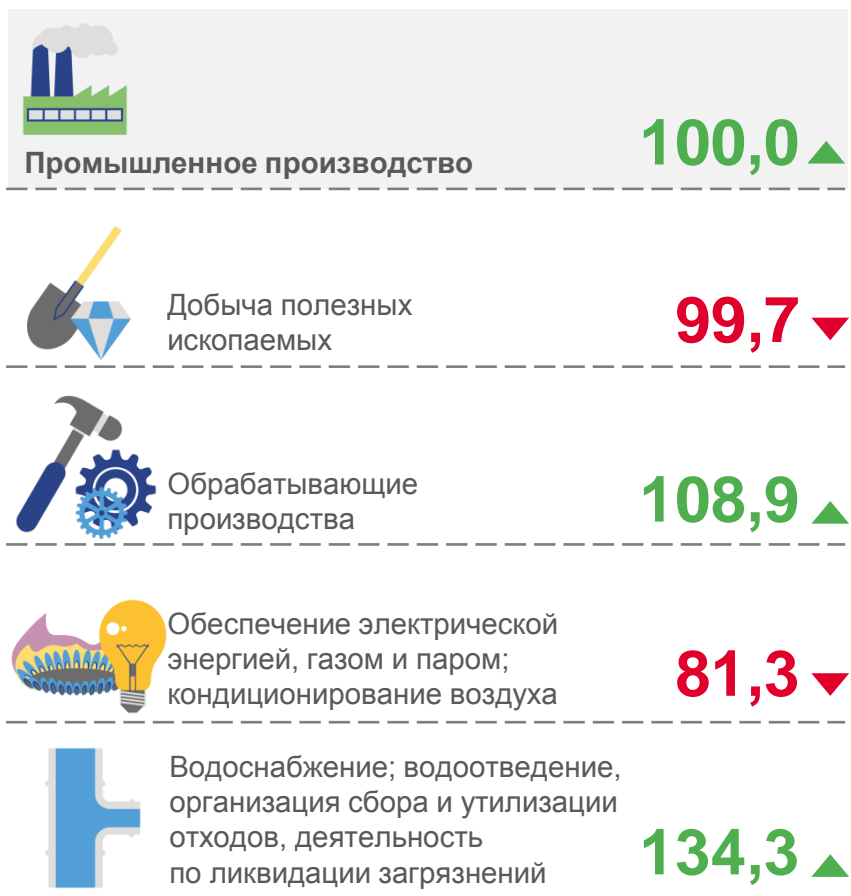 Промышленное производство
100,0
Добыча полезных
ископаемых
99,7
Обрабатывающие
производства
108,9
Обеспечение электрической
энергией, газом и паром;
кондиционирование воздуха
81,3
Водоснабжение; водоотведение,
организация сбора и утилизации
отходов, деятельность
по ликвидации загрязнений
134,3